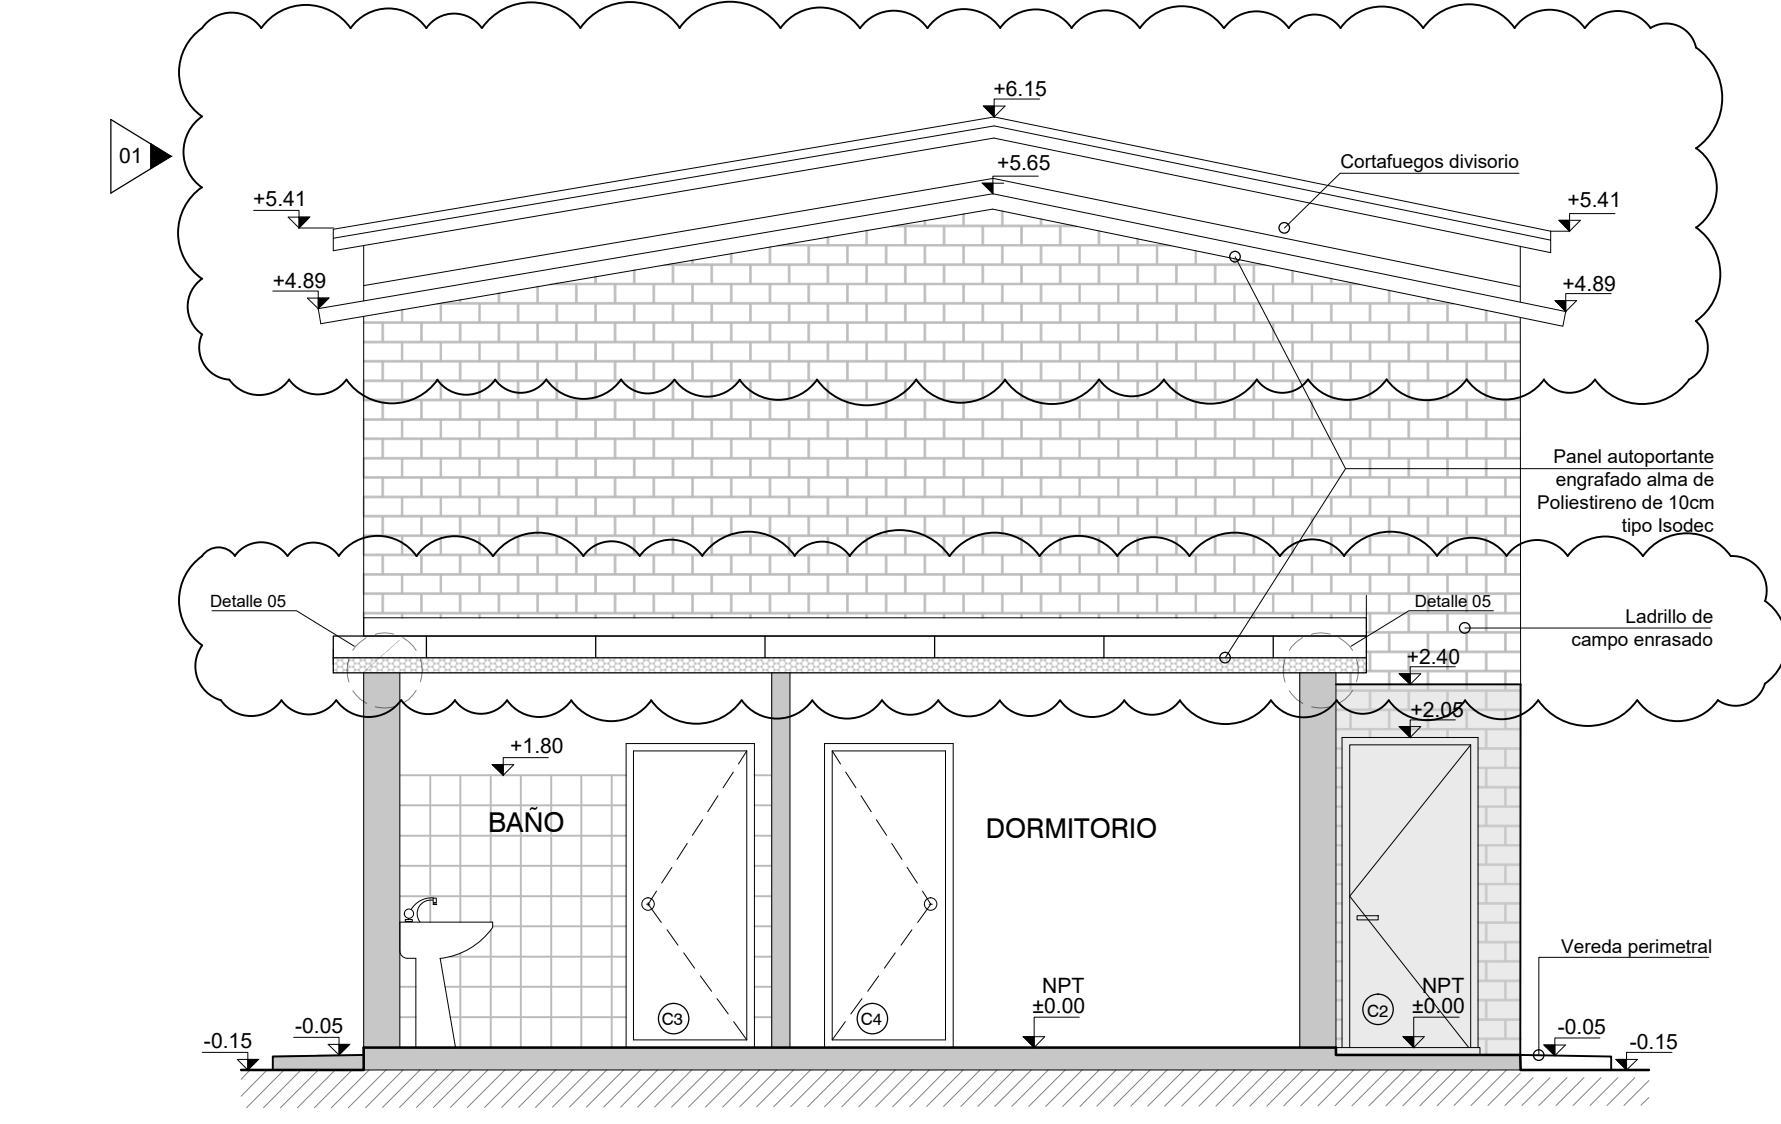 +6.15
01
Cortafuegos divisorio
+5.65
+5.41
+5.41
+4.89
+4.89
Panel autoportante
engrafado alma de
Poliestireno de 10cm
tipo Isodec
Detalle 05
Detalle 05
Ladrillo de
campo enrasado
+2.40
+2.05
+1.80
BAÑO
DORMITORIO
Vereda perimetral
NPT
±0.00
NPT
±0.00
C3
C4
C2
-0.15
-0.05
-0.05
-0.15